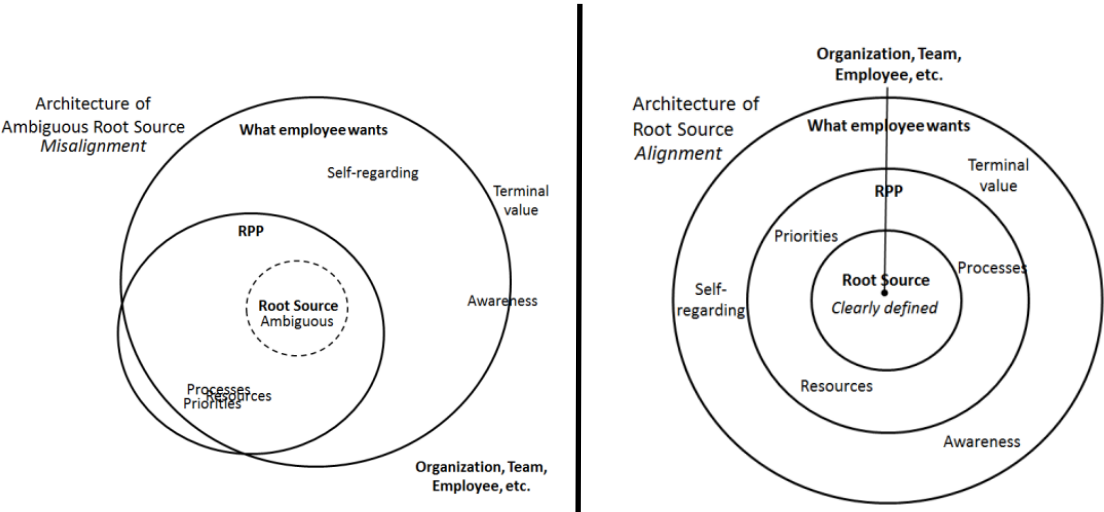 Architecture of
Ambiguous Root Source
Misalignment
What employee wants
Self-regarding
Terminal
value
RPP
Root Source
Ambiguous
Awareness
Processes
Resources
Priorities
Organization, Team,
Employee, etc.
Organization, Team,
Employee, etc.
Architecture of
Root Source
Alignment
What employee wants
Terminal
value
RPP
Priorities
Processes
Root Source
Clearly defined
Self-
regarding
Resources
Awareness